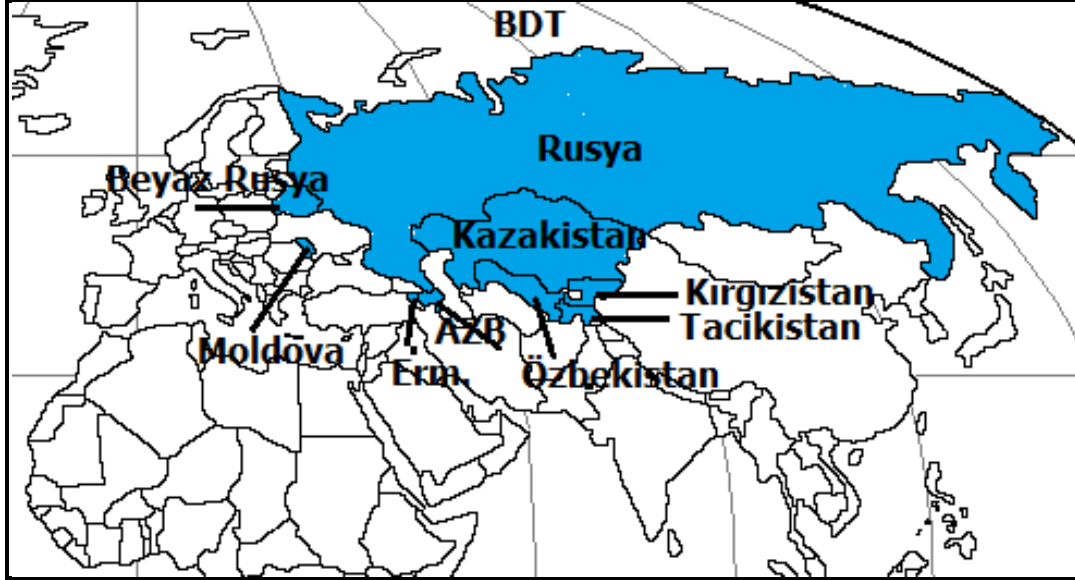 BDT
Rusya
Beyaz Rusya
Kazakistan
Kırgızistan
Tacikistan
Moldova
AZB
Erm.
Özbekistan